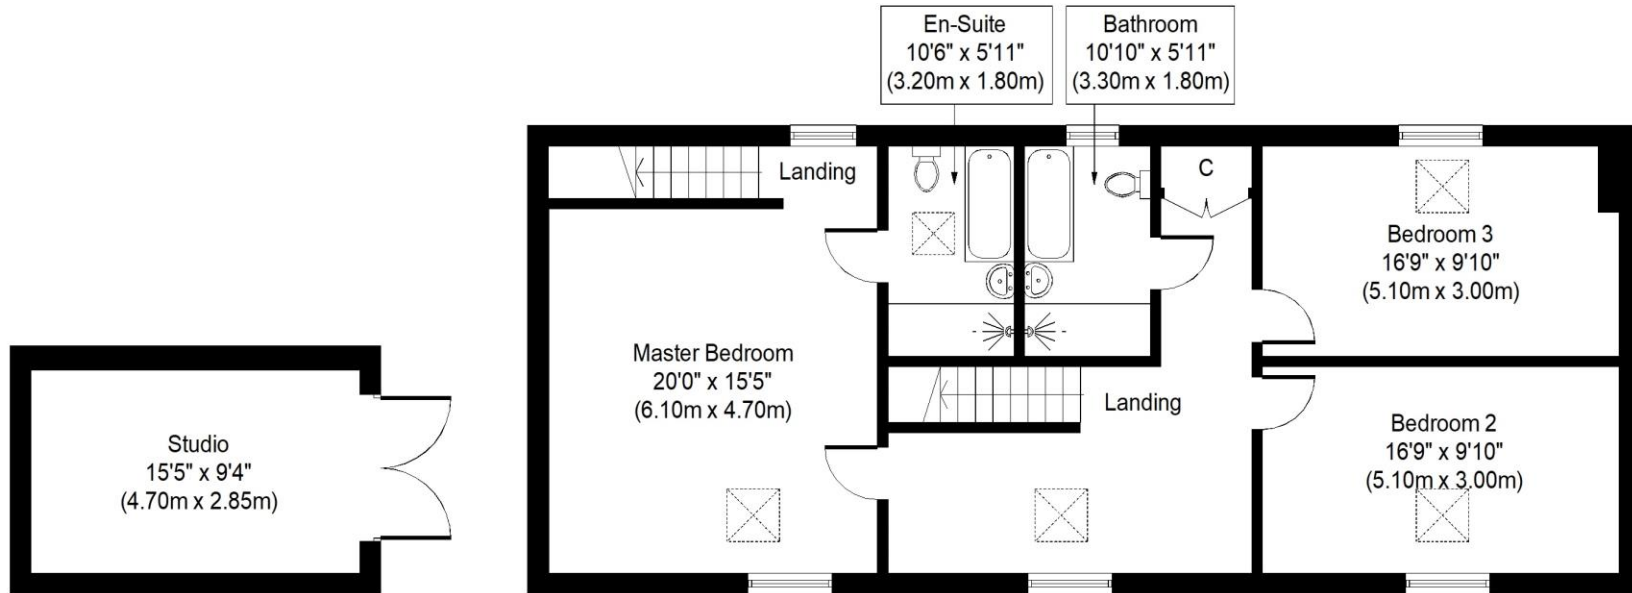 En-Suite
10'6" x 5'11"
(3.20m x 1.80m)
Bathroom
10'10" x 5'11"
(3.30m x 1.80m)
Landing
C
Bedroom 3
16'9" x 9'10"
(5.10m x 3.00m)
Master Bedroom
20'0" x 15'5"
(6.10m x 4.70m)
Landing
Bedroom 2
16'9" x 9'10"
(5.10m x 3.00m)
Studio
15'5" x 9'4"
(4.70m x 2.85m)